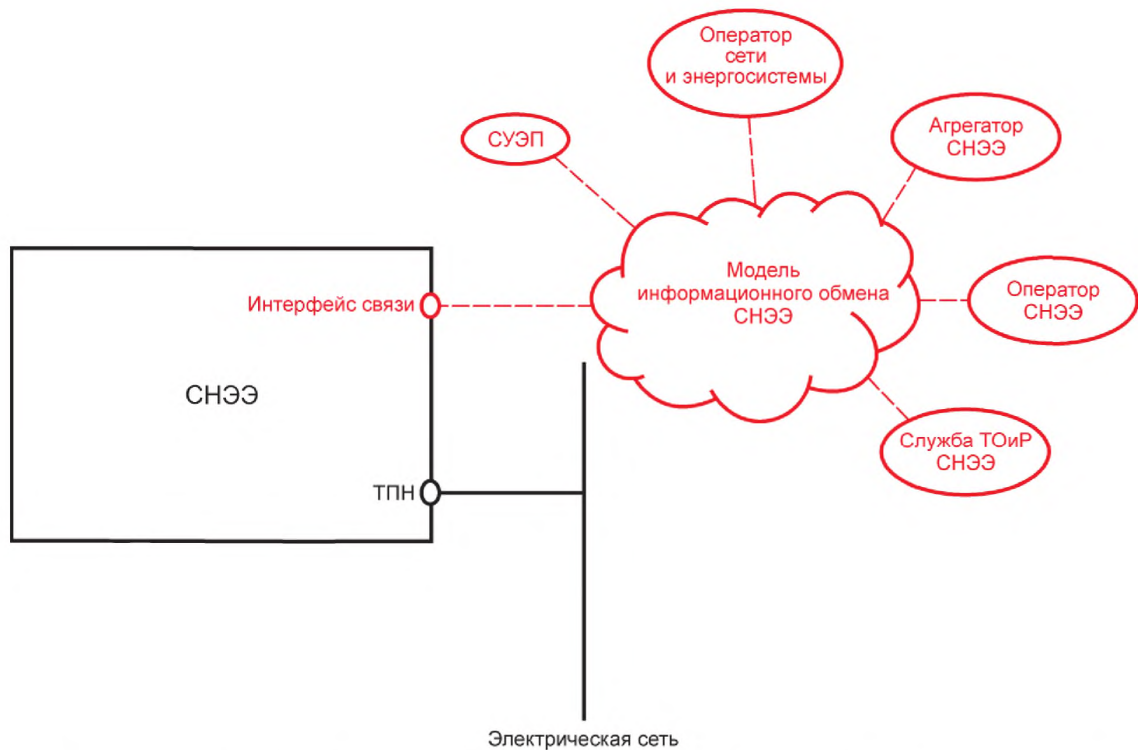 Оператор
сети
и энергосистемы
СУЭП
Агрегатор
СНЭЭ
Модель
информационного обмена
СНЭЭ
Интерфейс связи
Оператор
СНЭЭ
СНЭЭ
Служба ТОиР
СНЭЭ
ТПН
Электрическая сеть